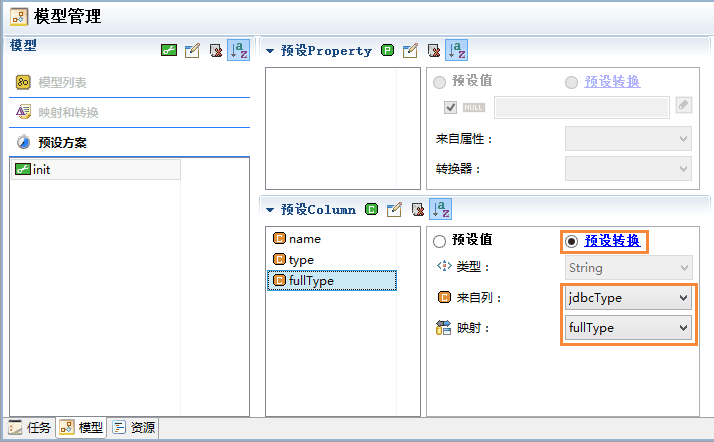 模型管理
模型
模型列表
映射和转换
预设方案
init
预设Property
预设值
预设转换
NULL
来自属性：
转换器：
预设Column
name
type
fullType
预设值
预设转换
类型：
String
来自列：
jdbcType
映射：
fullType
任务
模型
资源